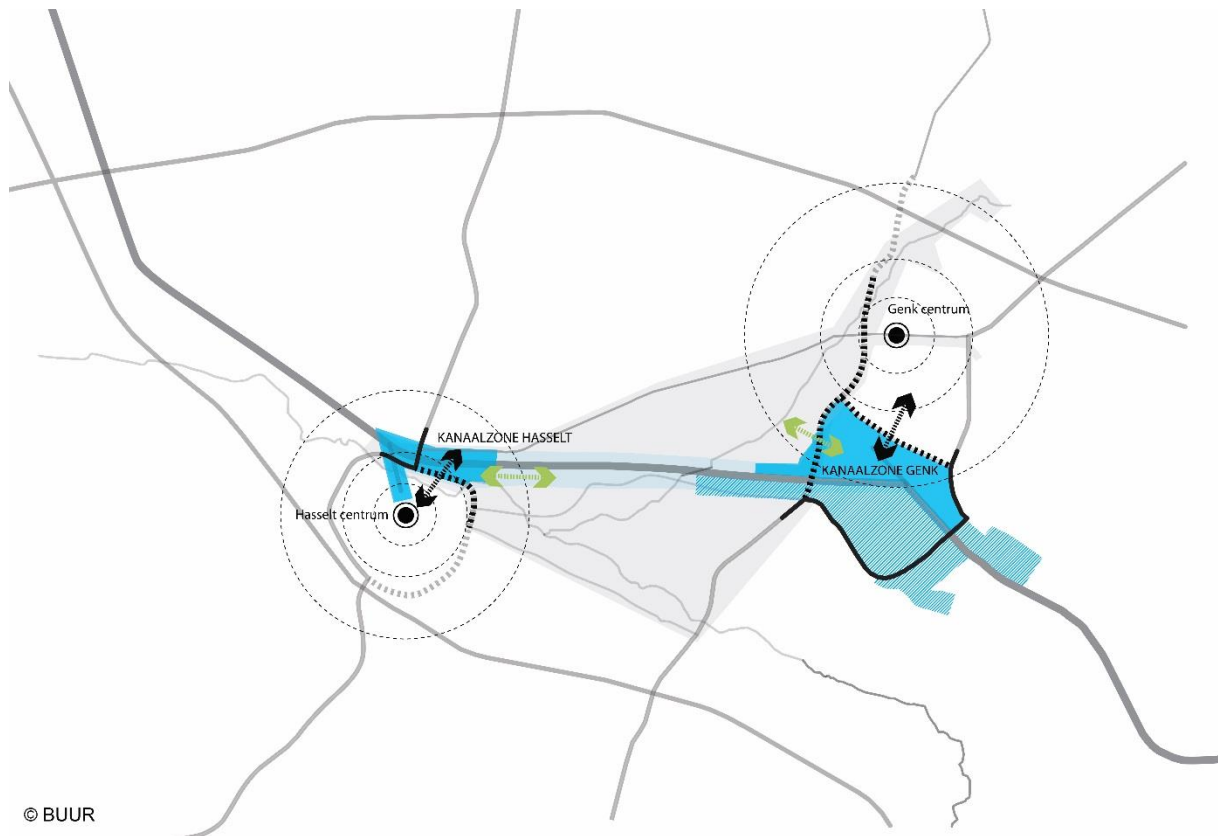 Genk centrum
KANAALZONE HASSELT
KANAALZONE GENK
Hasselt centrum
© BUUR